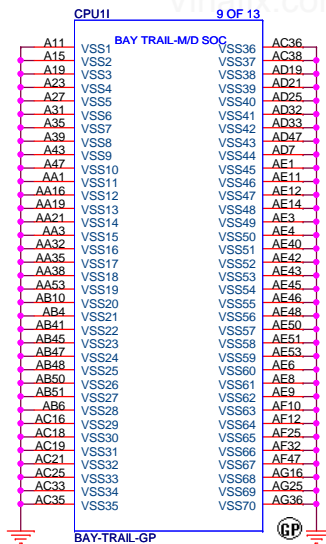 CPU1I 9 OF 13
BAY TRAIL-M/D SOC
A11 VSS1 VSS36 AC36
A15 VSS2 VSS37 AC38
A19 VSS3 VSS38 AD19
A23 VSS4 VSS39 AD21
A27 VSS5 VSS40 AD25
A31 VSS6 VSS41 AD32
A35 VSS7 VSS42 AD33
A39 VSS8 VSS43 AD47
A43 VSS9 VSS44 AD7
A47 VSS10 VSS45 AE1
AA1 VSS11 VSS46 AE11
AA16 VSS12 VSS47 AE12
AA19 VSS13 VSS48 AE14
AA21 VSS14 VSS49 AE3
AA3 VSS15 VSS50 AE4
AA32 VSS16 VSS51 AE40
AA35 VSS17 VSS52 AE42
AA38 VSS18 VSS53 AE43
AA53 VSS19 VSS54 AE45
AB10 VSS20 VSS55 AE46
AB4 VSS21 VSS56 AE48
AB41 VSS22 VSS57 AE50
AB45 VSS23 VSS58 AE51
AB47 VSS24 VSS59 AE53
AB48 VSS25 VSS60 AE6
AB50 VSS26 VSS61 AE8
AB51 VSS27 VSS62 AE9
AB6 VSS28 VSS63 AF10
AC16 VSS29 VSS64 AF12
AC18 VSS30 VSS65 AF25
AC19 VSS31 VSS66 AF32
AC21 VSS32 VSS67 AF47
AC25 VSS33 VSS68 AG16
AC33 VSS34 VSS69 AG25
AC35 VSS35 VSS70 AG36
GP
BAY-TRAIL-GP